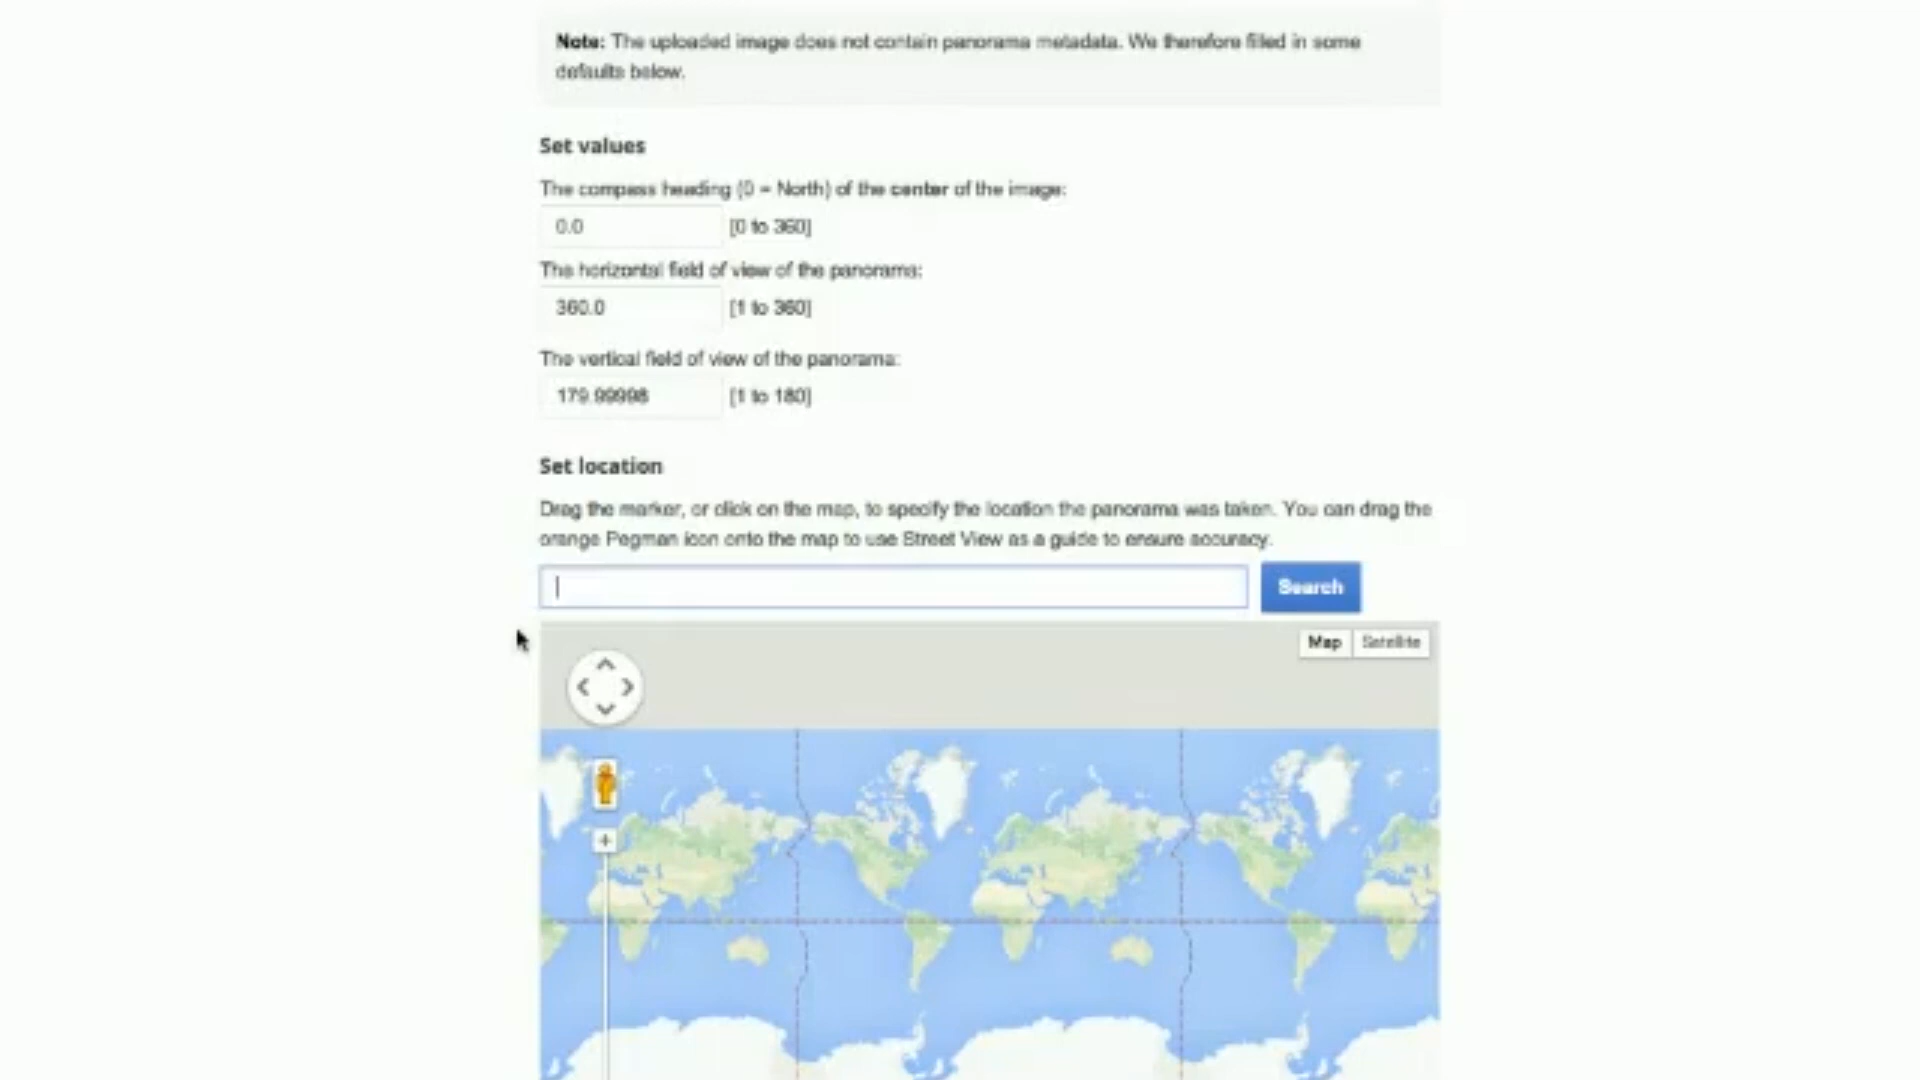 Note: The uploaded image does not contain panorama metadata. We therefore filled in some
defaults below.
Set values
The compass heading (0 = North) of the center of the image:
0.0 [0 to 360]
The horizontal field of view of the panorama:
360.0 [1 to 360]
The vertical field of view of the panorama:
179.99998 [1 to 180]
Set location
Drag the marker, or click on the map, to specify the location the panorama was taken. You can drag the
orange Pegman icon onto the map to use Street View as a guide to ensure accuracy.
Search
Map Satellite
+